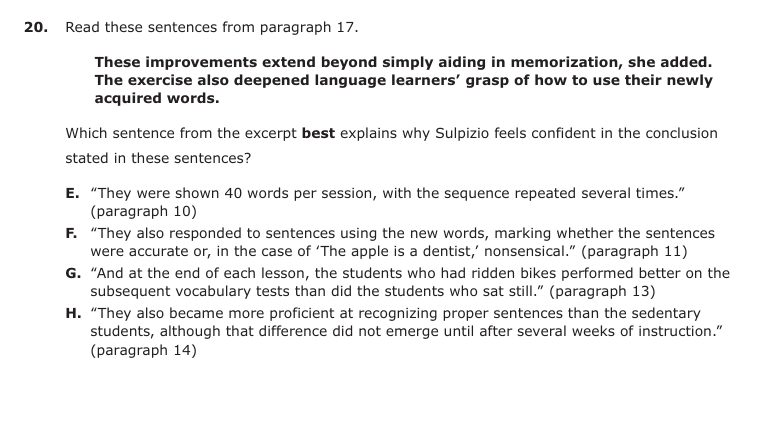 20. Read these sentences from paragraph 17.
These improvements extend beyond simply aiding in memorization, she added.
The exercise also deepened language learners’ grasp of how to use their newly
acquired words.
Which sentence from the excerpt best explains why Sulpizio feels confident in the conclusion
stated in these sentences?
E. “They were shown 40 words per session, with the sequence repeated several times.”
(paragraph 10)
F. “They also responded to sentences using the new words, marking whether the sentences
were accurate or, in the case of ‘The apple is a dentist,’ nonsensical.” (paragraph 11)
G. “And at the end of each lesson, the students who had ridden bikes performed better on the
subsequent vocabulary tests than did the students who sat still.” (paragraph 13)
H. “They also became more proficient at recognizing proper sentences than the sedentary
students, although that difference did not emerge until after several weeks of instruction.”
(paragraph 14)